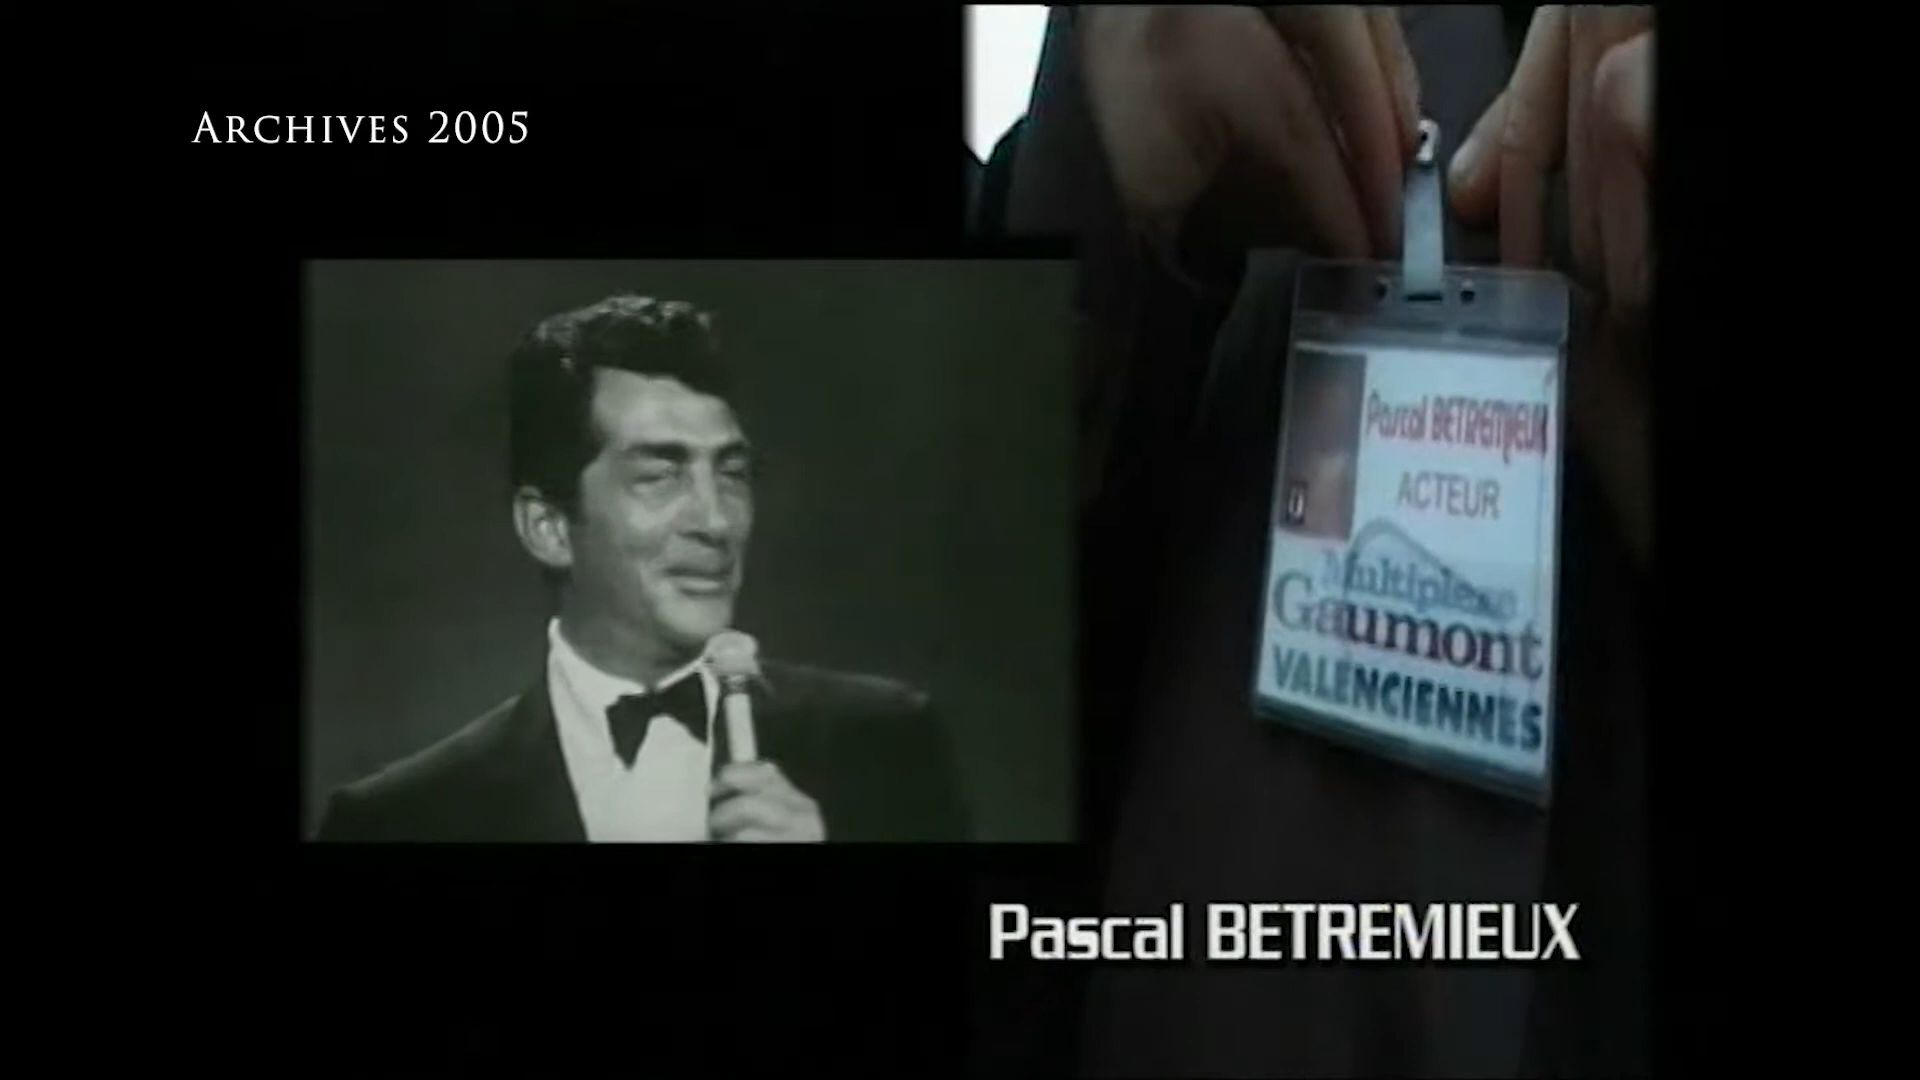 ARCHIVES 2005
Pascal BETREMIEUX
ACTEUR
Multiplexe
Gaumont
VALENCIENNES
Pascal BETREMIEUX